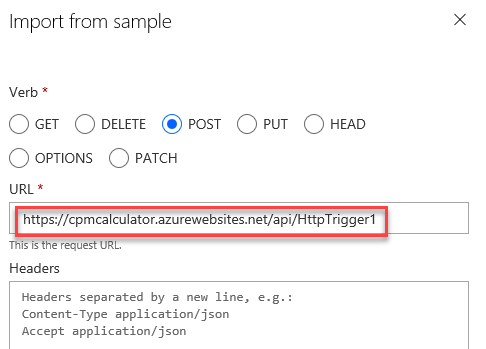 Import from sample
Verb *
GET DELETE POST PUT HEAD
OPTIONS PATCH
URL *
https://cpmcalculator.azurewebsites.net/api/HttpTrigger1
This is the request URL.
Headers
Headers separated by a new line, e.g.:
Content-Type application/json
Accept application/json